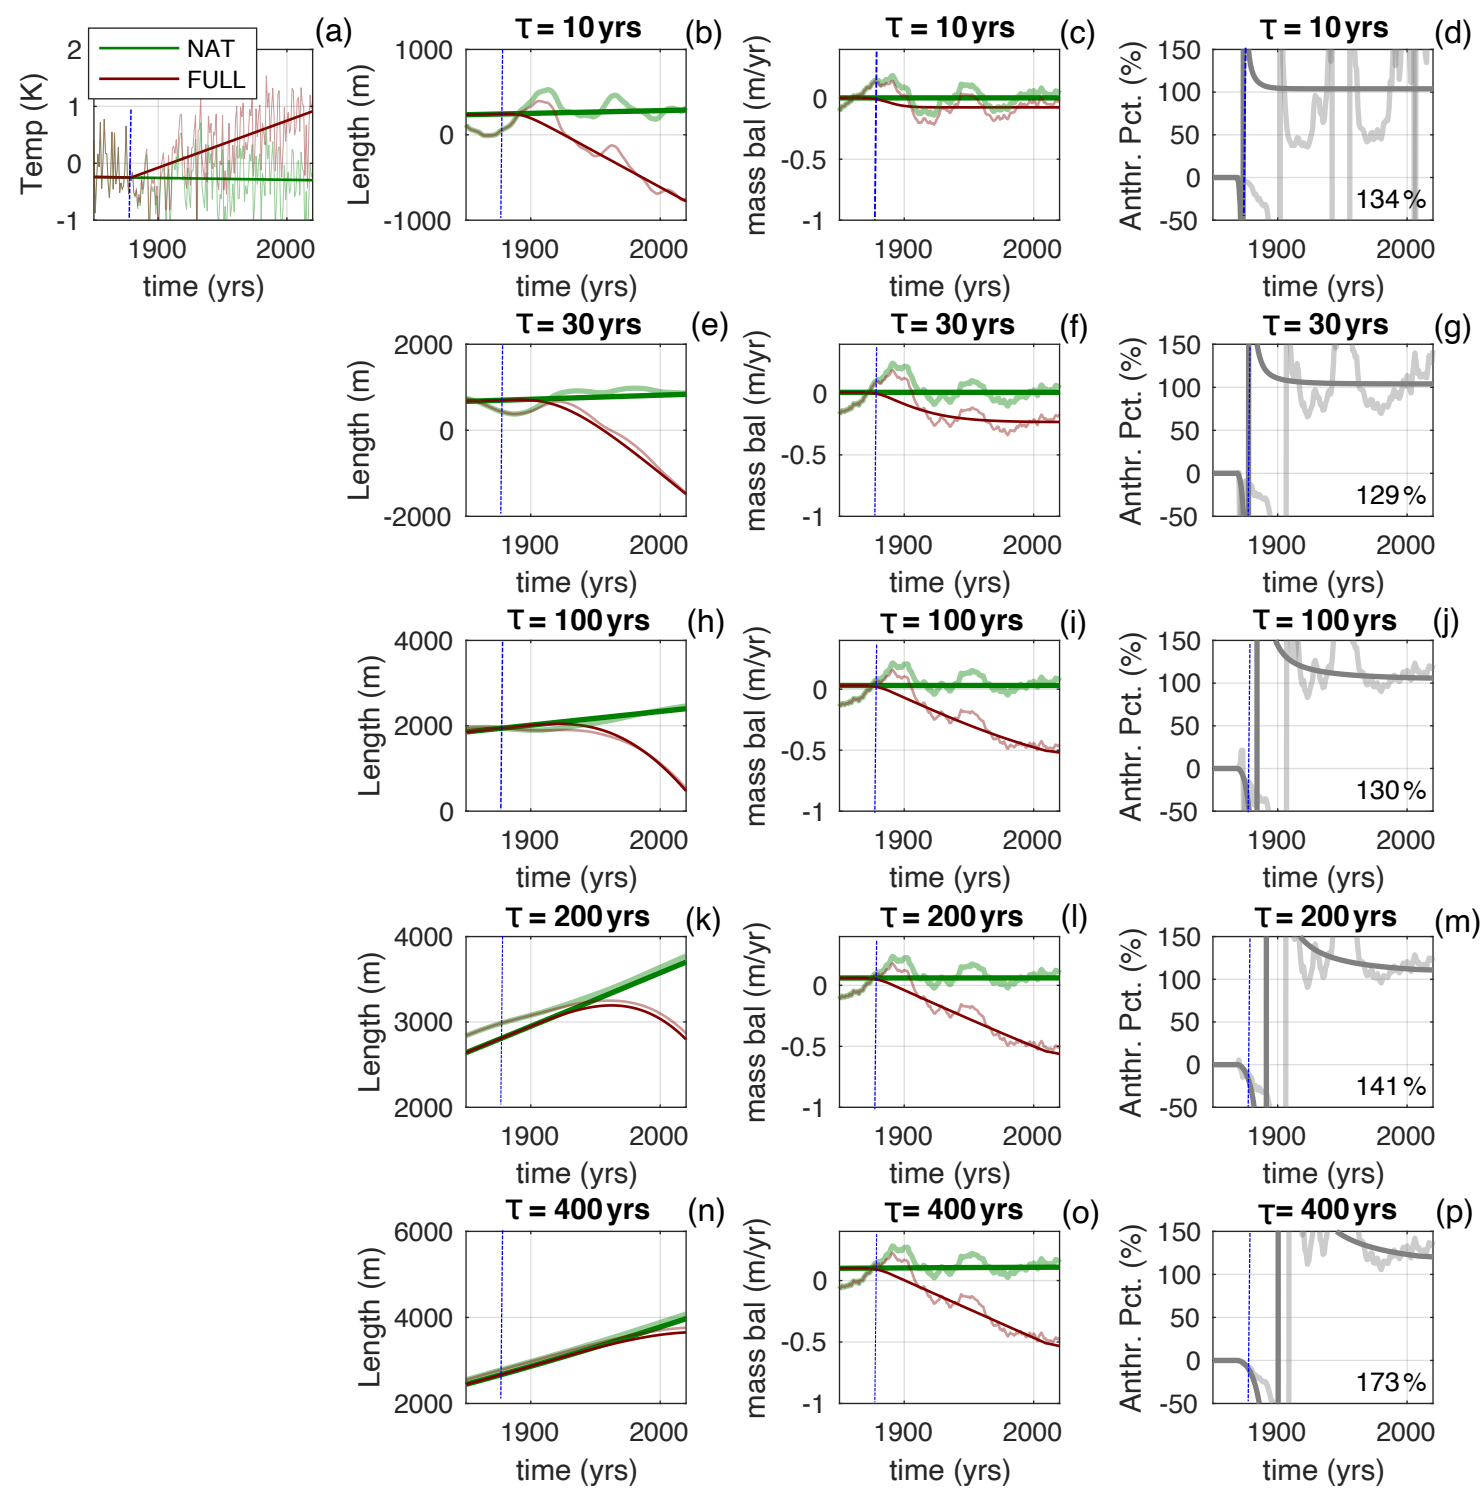 (a)
NAT
FULL
Temp (K)
2
1
0
-1
1900 2000
time (yrs)
τ = 10 yrs (b)
Length (m)
1000
0
-1000
1900 2000
time (yrs)
τ = 10 yrs (c)
mass bal (m/yr)
0
-0.5
-1
1900 2000
time (yrs)
τ = 10 yrs (d)
Anthr. Pct. (%)
150
100
50
0
-50
134 %
1900 2000
time (yrs)
τ = 30 yrs (e)
Length (m)
2000
0
-2000
1900 2000
time (yrs)
τ = 30 yrs (f)
mass bal (m/yr)
0
-0.5
-1
1900 2000
time (yrs)
τ = 30 yrs (g)
Anthr. Pct. (%)
150
100
50
0
-50
129 %
1900 2000
time (yrs)
τ = 100 yrs (h)
Length (m)
4000
2000
0
1900 2000
time (yrs)
τ = 100 yrs (i)
mass bal (m/yr)
0
-0.5
-1
1900 2000
time (yrs)
τ = 100 yrs (j)
Anthr. Pct. (%)
150
100
50
0
-50
130 %
1900 2000
time (yrs)
τ = 200 yrs (k)
Length (m)
4000
3000
2000
1900 2000
time (yrs)
τ = 200 yrs (l)
mass bal (m/yr)
0
-0.5
-1
1900 2000
time (yrs)
τ = 200 yrs (m)
Anthr. Pct. (%)
150
100
50
0
-50
141 %
1900 2000
time (yrs)
τ = 400 yrs (n)
Length (m)
6000
4000
2000
1900 2000
time (yrs)
τ = 400 yrs (o)
mass bal (m/yr)
0
-0.5
-1
1900 2000
time (yrs)
τ = 400 yrs (p)
Anthr. Pct. (%)
150
100
50
0
-50
173 %
1900 2000
time (yrs)